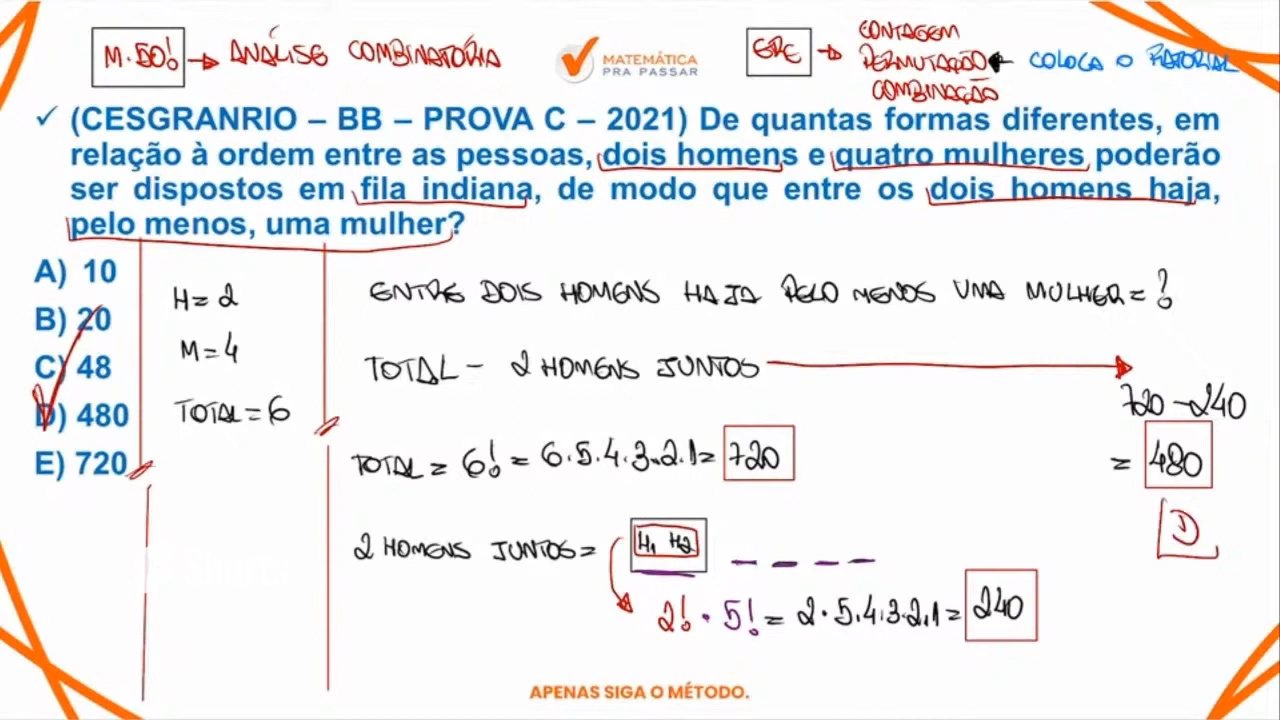 M.50! → ANÁLISE COMBINATÓRIA
MATEMÁTICA
PRA PASSAR
CONTAGEM
PERMUTAÇÃO ← COLOCA O FATORIAL
COMBINAÇÃO
✓ (CESGRANRIO – BB – PROVA C – 2021) De quantas formas diferentes, em
relação à ordem entre as pessoas, dois homens e quatro mulheres poderão
ser dispostos em fila indiana, de modo que entre os dois homens haja,
pelo menos, uma mulher?
A) 10
B) 20
C) 48
D) 480
E) 720
H = 2
M = 4
TOTAL = 6
ENTRE DOIS HOMENS HAJA PELO MENOS UMA MULHER = ?
TOTAL – 2 HOMENS JUNTOS
720 – 240
= 480
D
TOTAL = 6! = 6.5.4.3.2.1 = 720
2 HOMENS JUNTOS = H₁ H₂ _ _ _ _
2! . 5! = 2.5.4.3.2.1 = 240
APENAS SIGA O MÉTODO.